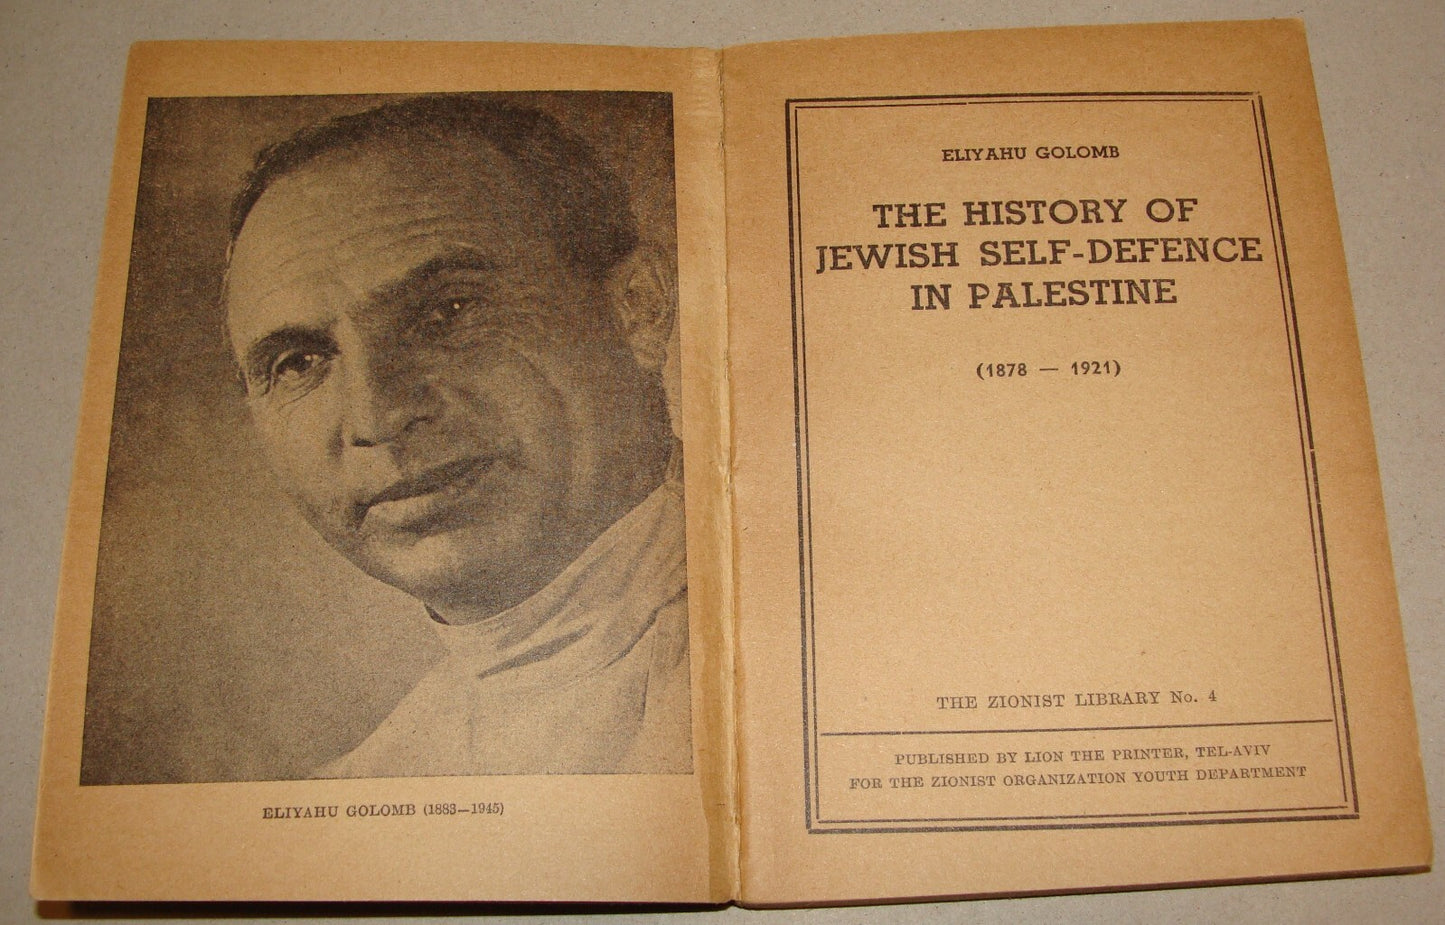 ELIYAHU GOLOMB (1883—1945)
ELIYAHU GOLOMB
THE HISTORY OF
JEWISH SELF-DEFENCE
IN PALESTINE
(1878 — 1921)
THE ZIONIST LIBRARY No. 4
PUBLISHED BY LION THE PRINTER, TEL-AVIV
FOR THE ZIONIST ORGANIZATION YOUTH DEPARTMENT